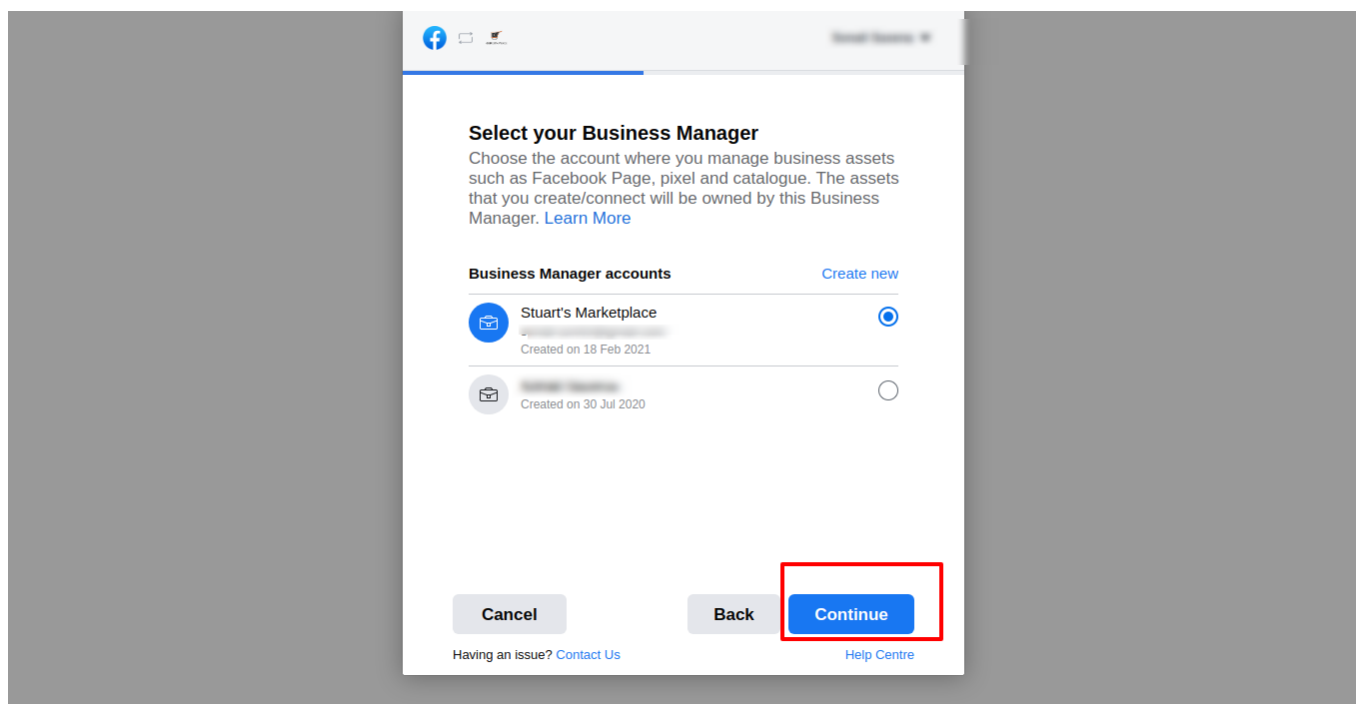 Select your Business Manager
Choose the account where you manage business assets
such as Facebook Page, pixel and catalogue. The assets
that you create/connect will be owned by this Business
Manager. Learn More
Business Manager accounts Create new
Stuart's Marketplace
Created on 18 Feb 2021
Created on 30 Jul 2020
Cancel Back Continue
Having an issue? Contact Us Help Centre